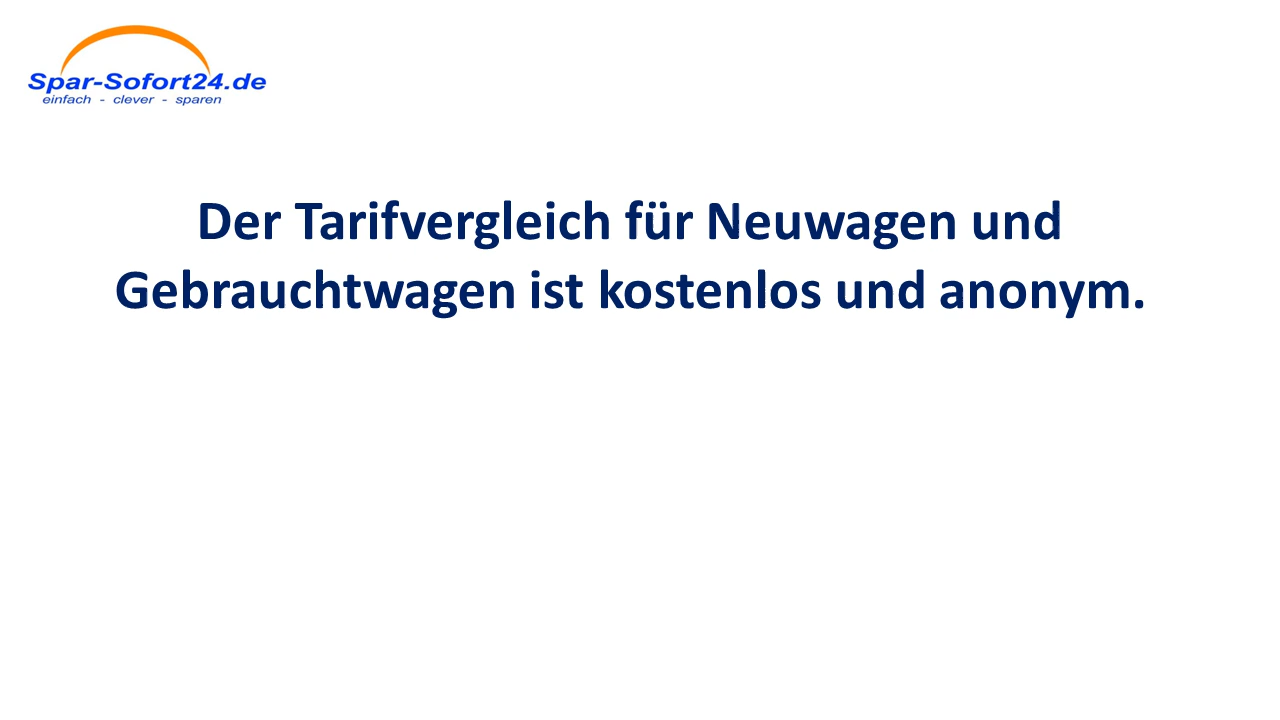 Spar-Sofort24.de
einfach - clever - sparen
Der Tarifvergleich für Neuwagen und
Gebrauchtwagen ist kostenlos und anonym.